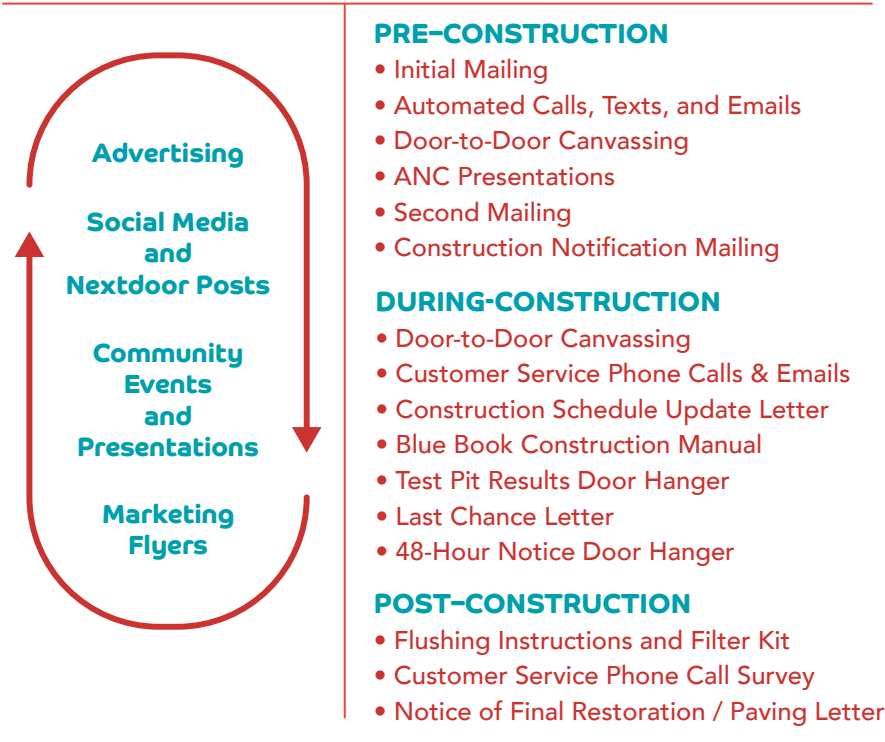 Advertising
Social Media
and
Nextdoor Posts
Community
Events
and
Presentations
Marketing
Flyers
PRE–CONSTRUCTION
• Initial Mailing
• Automated Calls, Texts, and Emails
• Door-to-Door Canvassing
• ANC Presentations
• Second Mailing
• Construction Notification Mailing
DURING-CONSTRUCTION
• Door-to-Door Canvassing
• Customer Service Phone Calls & Emails
• Construction Schedule Update Letter
• Blue Book Construction Manual
• Test Pit Results Door Hanger
• Last Chance Letter
• 48-Hour Notice Door Hanger
POST–CONSTRUCTION
• Flushing Instructions and Filter Kit
• Customer Service Phone Call Survey
• Notice of Final Restoration / Paving Letter